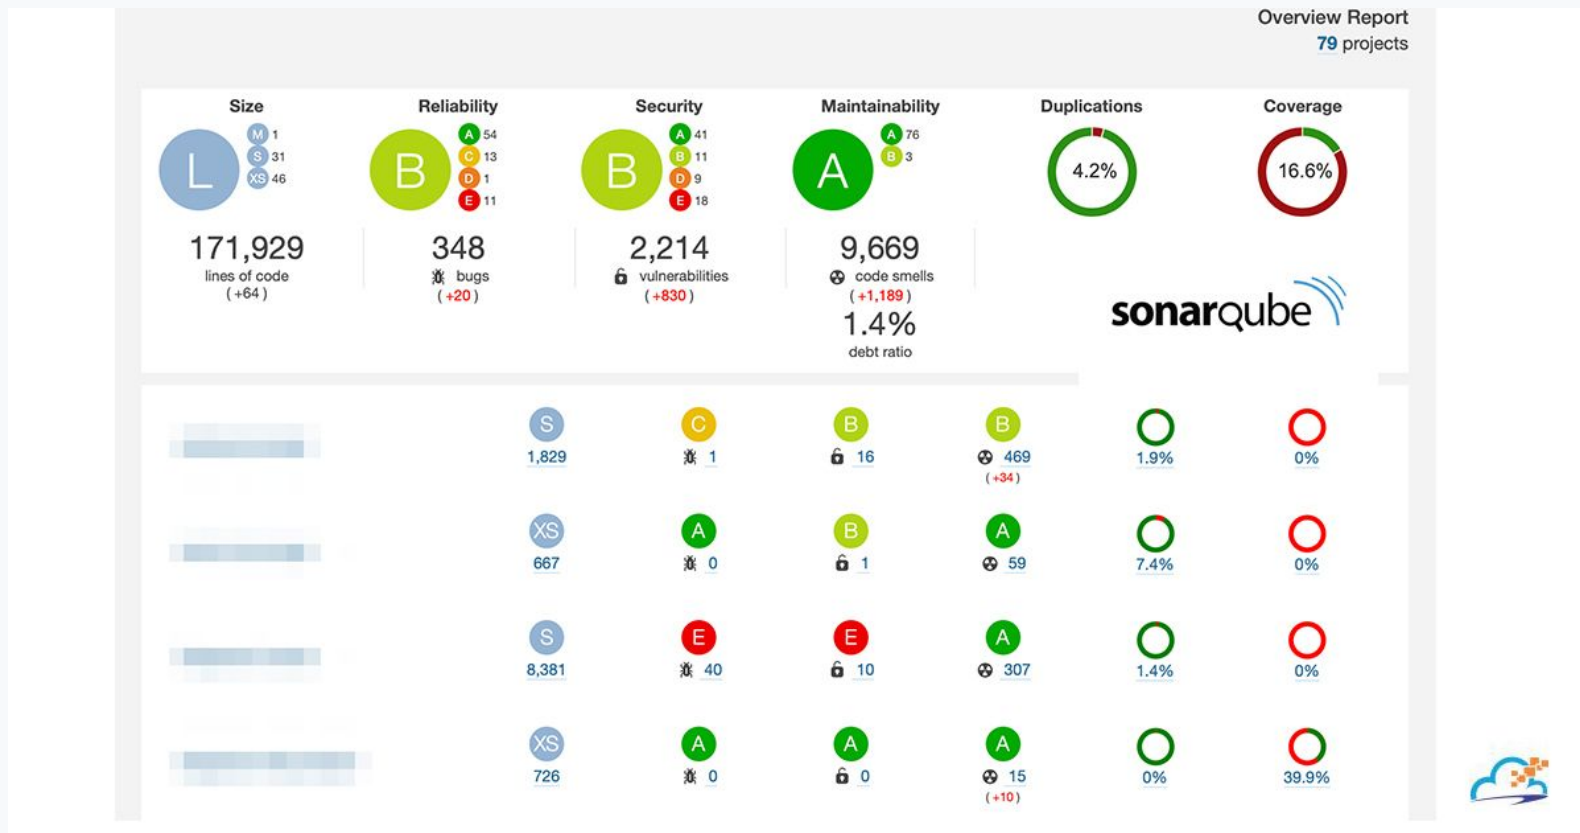 Overview Report
79 projects
Size Reliability Security Maintainability Duplications Coverage
L M 1 B A 54 B A 41 A A 76 4.2% 16.6%
S 31 C 13 B 11 B 3
XS 46 D 1 D 9
E 11 E 18
171,929 348 2,214 9,669
lines of code bugs vulnerabilities code smells
(+64) (+20) (+830) (+1,189)
1.4%
debt ratio
sonarqube
S C B B
1,829 1 16 469 1.9% 0%
(+34)
XS A B A
667 0 1 59 7.4% 0%
S E E A
8,381 40 10 307 1.4% 0%
XS A A A
726 0 0 15 0% 39.9%
(+10)